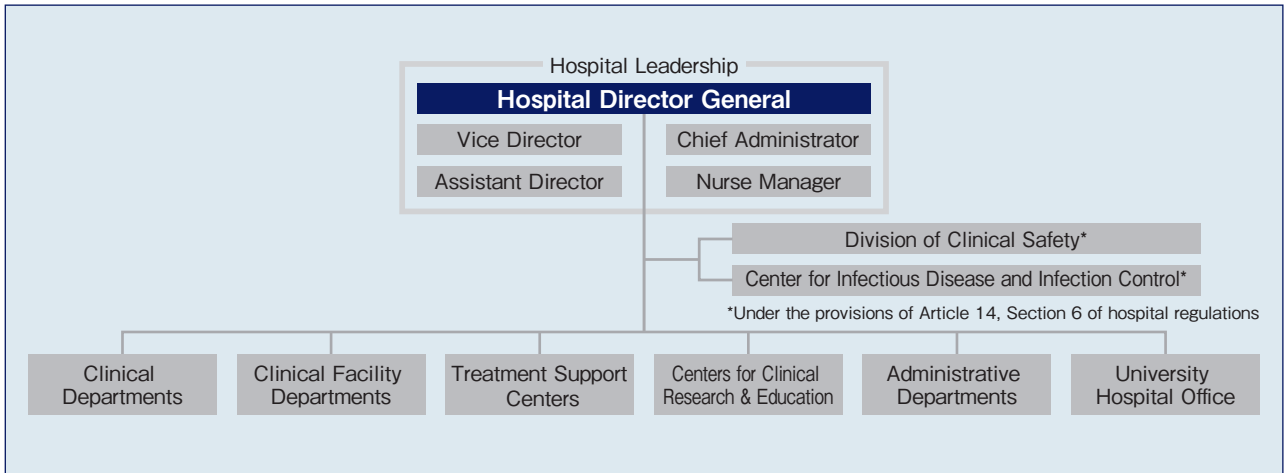 Hospital Leadership
Hospital Director General
Vice Director
Chief Administrator
Assistant Director
Nurse Manager
Division of Clinical Safety*
Center for Infectious Disease and Infection Control*
*Under the provisions of Article 14, Section 6 of hospital regulations
Clinical
Departments
Clinical Facility
Departments
Treatment Support
Centers
Centers for Clinical
Research & Education
Administrative
Departments
University
Hospital Office